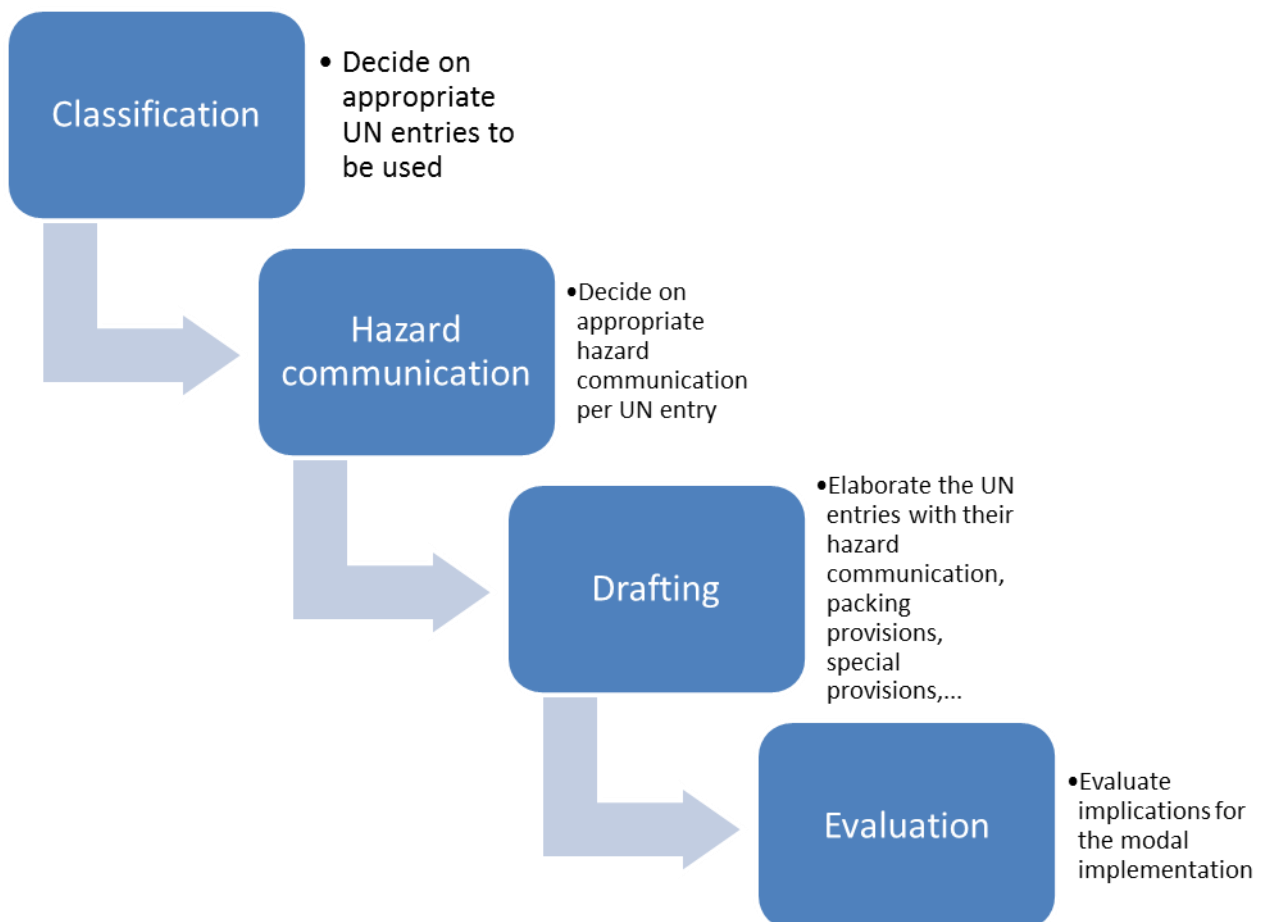 Classification
• Decide on
appropriate
UN entries to
be used
Hazard
communication
•Decide on
appropriate
hazard
communication
per UN entry
Drafting
•Elaborate the UN
entries with their
hazard
communication,
packing
provisions,
special
provisions,...
Evaluation
•Evaluate
implications for
the modal
implementation